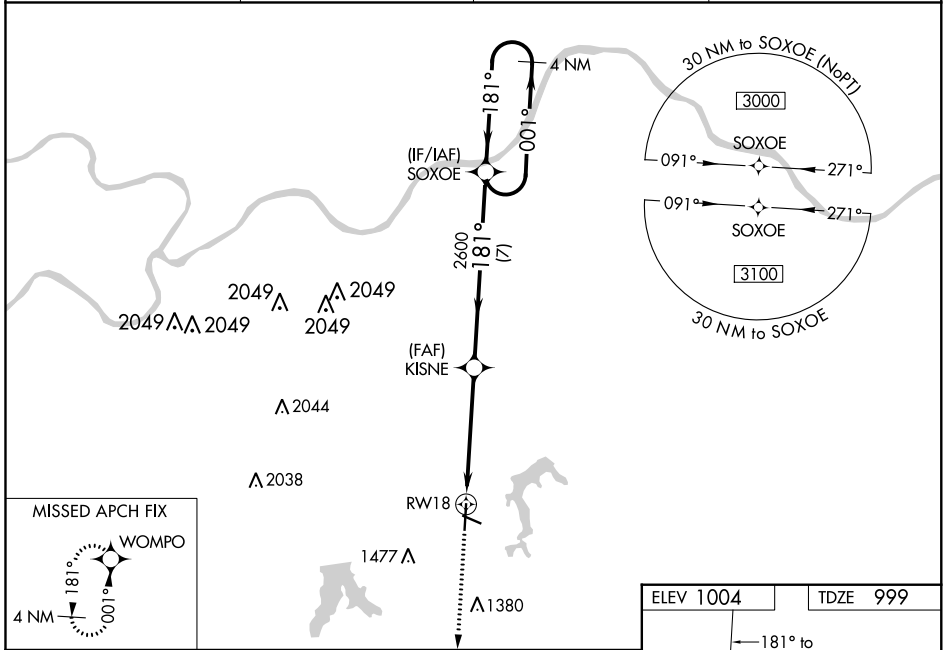 30 NM to SOXOE (NoPT)
3000
SOXOE
091°
271°
091°
271°
SOXOE
3100
30 NM to SOXOE
4 NM
181°
001°
(IF/IAF)
SOXOE
2600
181°
(7)
2049
2049
2049
2049
2049
(FAF)
KISNE
2044
2038
RW18
1477
1380
MISSED APCH FIX
WOMPO
181°
001°
4 NM
ELEV 1004
TDZE 999
181° to